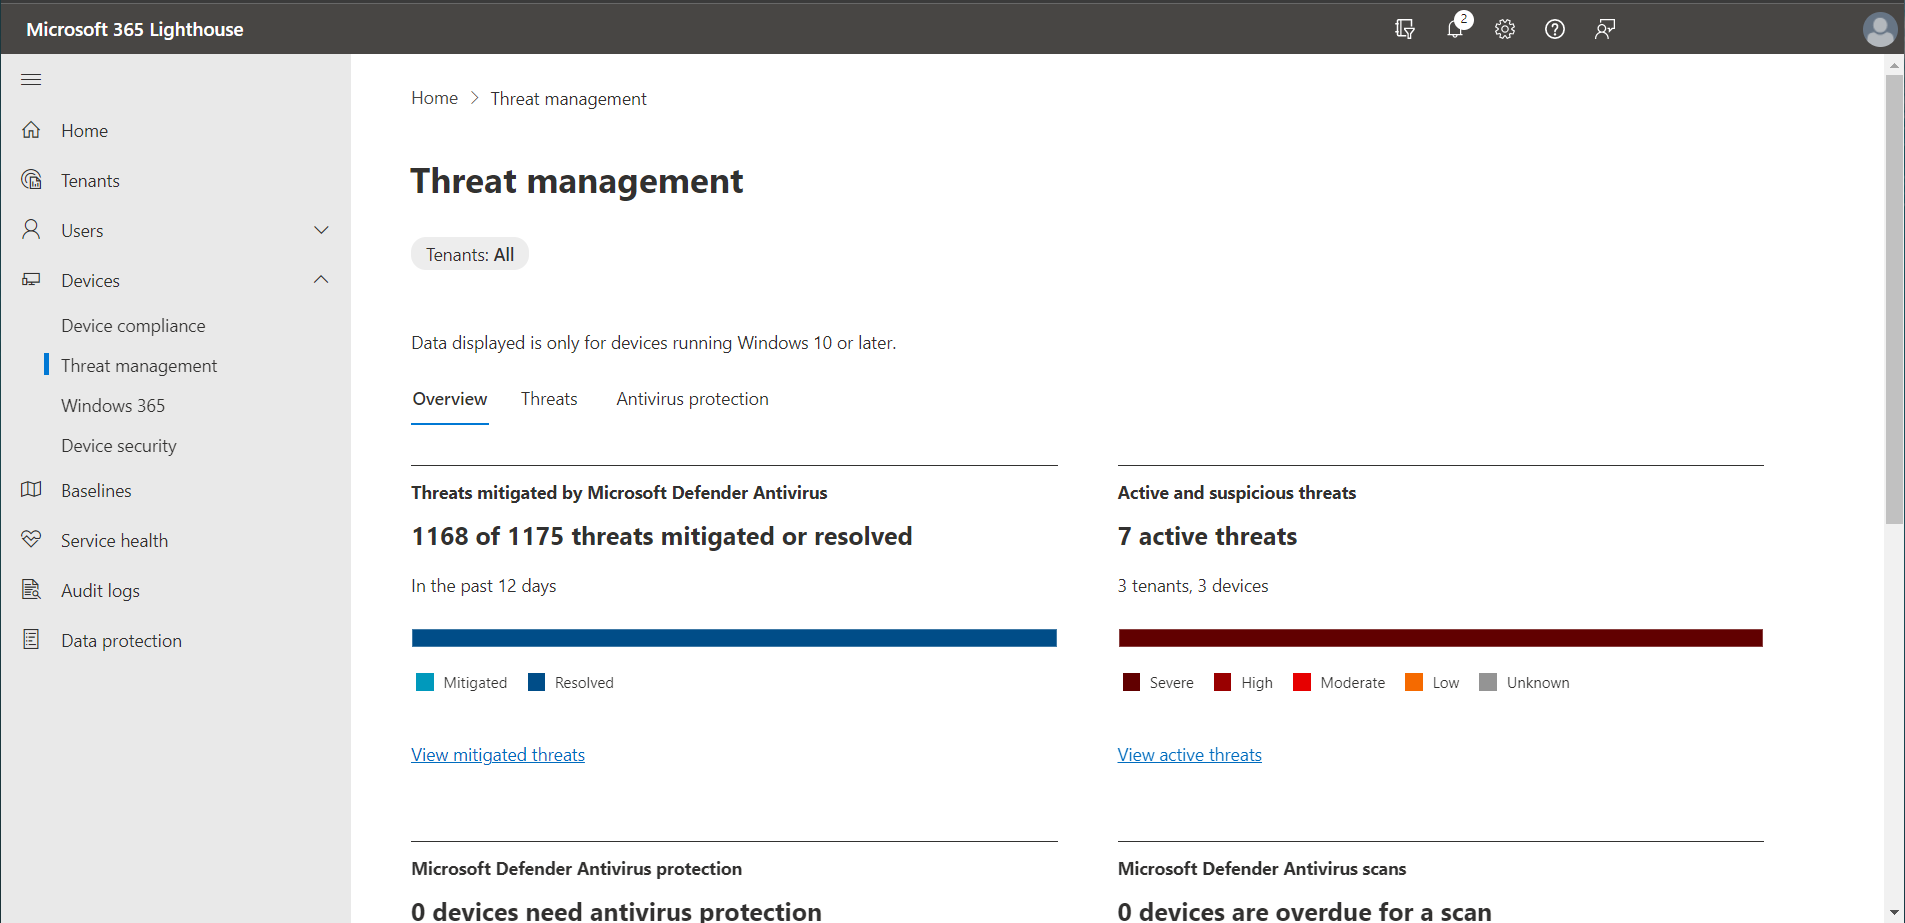 Microsoft 365 Lighthouse
2
Home
Tenants
Users
Devices
Device compliance
Threat management
Windows 365
Device security
Baselines
Service health
Audit logs
Data protection
Home > Threat management
Threat management
Tenants: All
Data displayed is only for devices running Windows 10 or later.
Overview Threats Antivirus protection
Threats mitigated by Microsoft Defender Antivirus
1168 of 1175 threats mitigated or resolved
In the past 12 days
Mitigated Resolved
View mitigated threats
Active and suspicious threats
7 active threats
3 tenants, 3 devices
Severe High Moderate Low Unknown
View active threats
Microsoft Defender Antivirus protection
0 devices need antivirus protection
Microsoft Defender Antivirus scans
0 devices are overdue for a scan